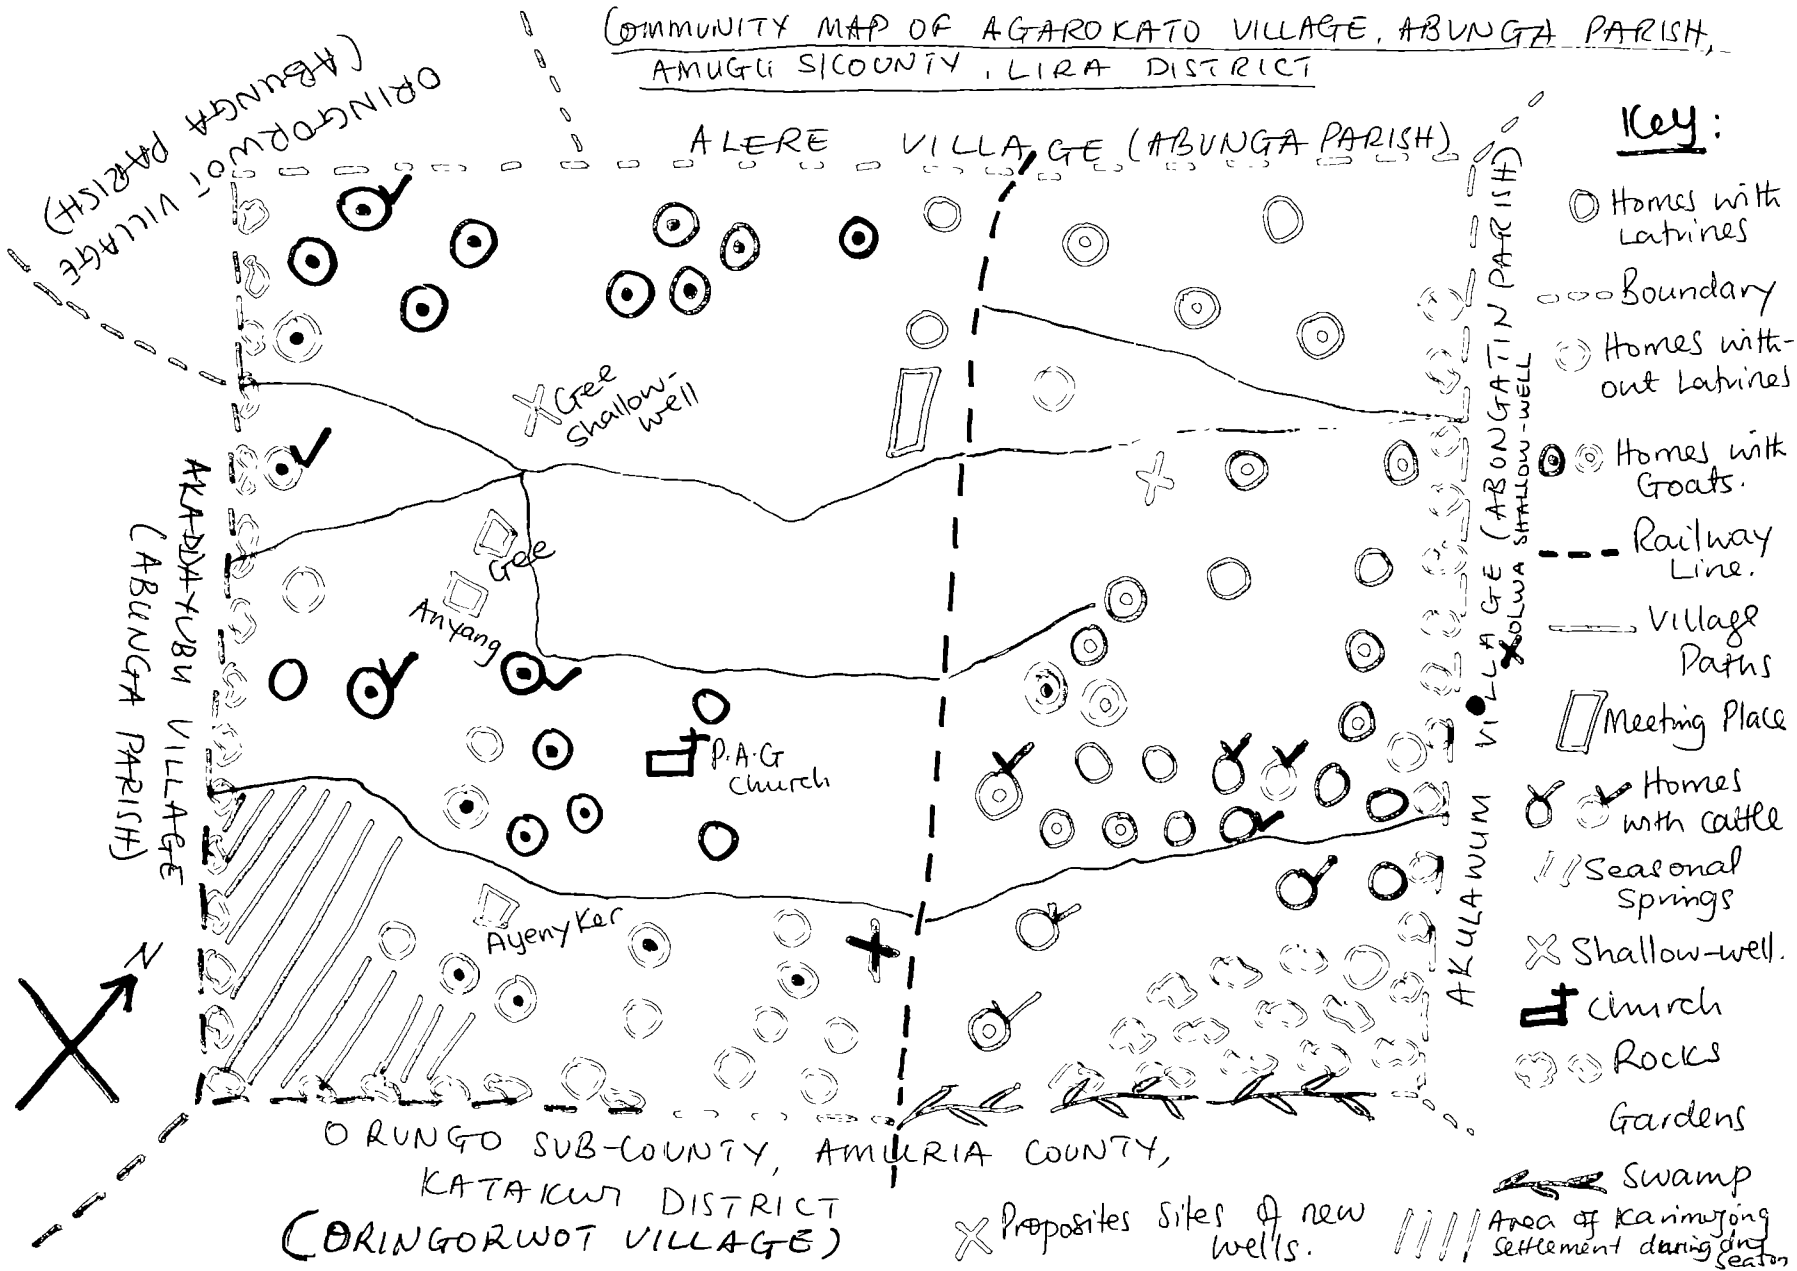 COMMUNITY MAP OF AGAROKATO VILLAGE, ABUNGA PARISH,
AMUGU S/COUNTY, LIRA DISTRICT
ORINGORWOT VILLAGE
(ABUNGA PARISH)
ALERE VILLAGE (ABUNGA PARISH)
Gee
Shallow-
well
Gee
Anyang
P.A.G
Church
Ayenyker
N
AKADDAYUBU VILLAGE
(ABUNGA PARISH)
AKULAWUM VILLAGE (ABONGATIN PARISH)
OLWA SHALLOW-WELL
ORUNGO SUB-COUNTY, AMURIA COUNTY,
KATAKWI DISTRICT
(ORINGORWOT VILLAGE)
Key:
Homes with
Latrines
Boundary
Homes with-
out Latrines
Homes with
Goats.
Railway
Line.
Village
Paths
Meeting Place
Homes
with cattle
Seasonal
Springs
Shallow-well.
Church
Rocks
Gardens
Swamp
Proposites Sites of new
wells.
Area of Karimojong
Settlement during dry
season